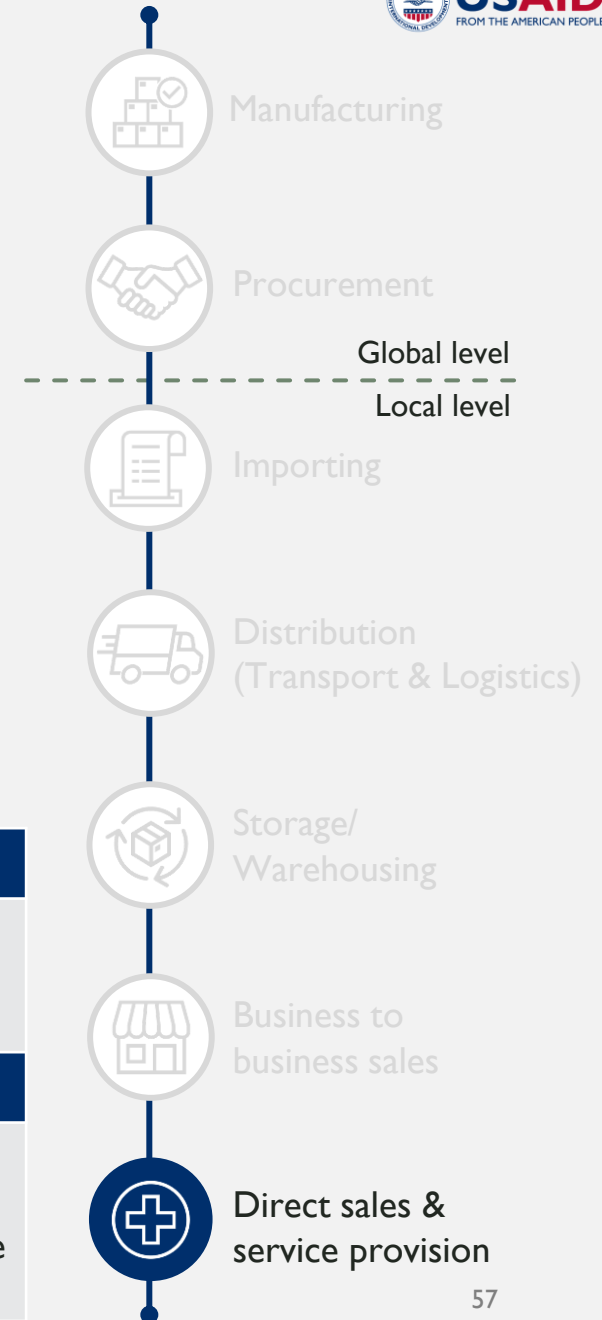 USAID
FROM THE AMERICAN PEOPLE
Manufacturing
Procurement
Global level
Local level
Importing
Distribution
(Transport & Logistics)
Storage/
Warehousing
Business to
business sales
Direct sales &
service provision
e
57